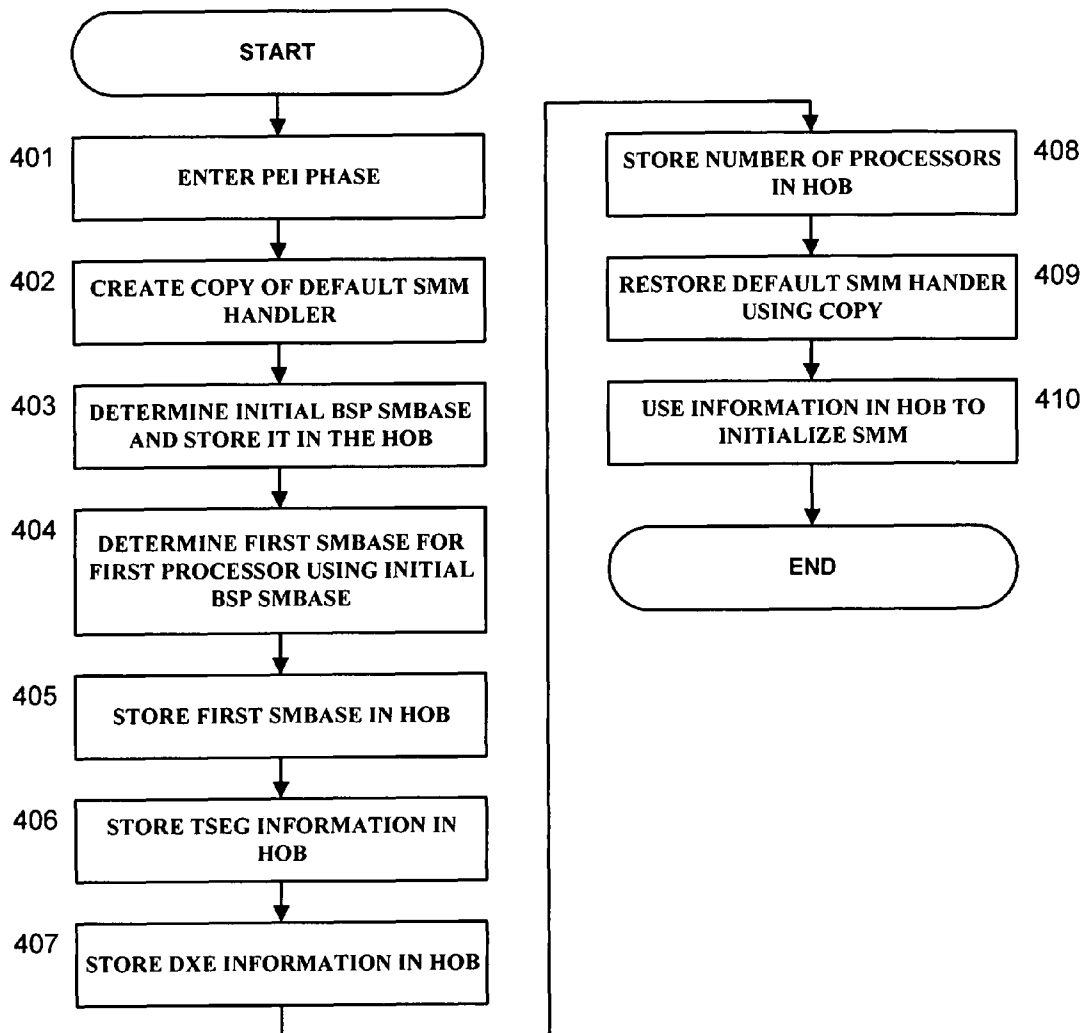 START
401
ENTER PEI PHASE
402
CREATE COPY OF DEFAULT SMM
HANDLER
403
DETERMINE INITIAL BSP SMBASE
AND STORE IT IN THE HOB
404
DETERMINE FIRST SMBASE FOR
FIRST PROCESSOR USING INITIAL
BSP SMBASE
405
STORE FIRST SMBASE IN HOB
406
STORE TSEG INFORMATION IN
HOB
407
STORE DXE INFORMATION IN HOB
STORE NUMBER OF PROCESSORS
IN HOB
408
RESTORE DEFAULT SMM HANDER
USING COPY
409
USE INFORMATION IN HOB TO
INITIALIZE SMM
410
END